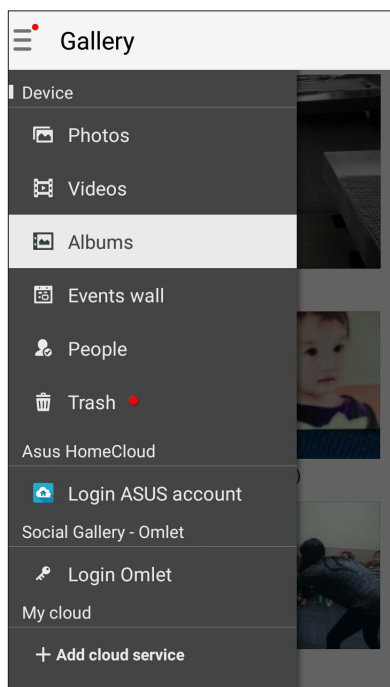 Gallery
Device
Photos
Videos
Albums
Events wall
People
Trash
Asus HomeCloud
Login ASUS account
Social Gallery - Omlet
Login Omlet
My cloud
+ Add cloud service